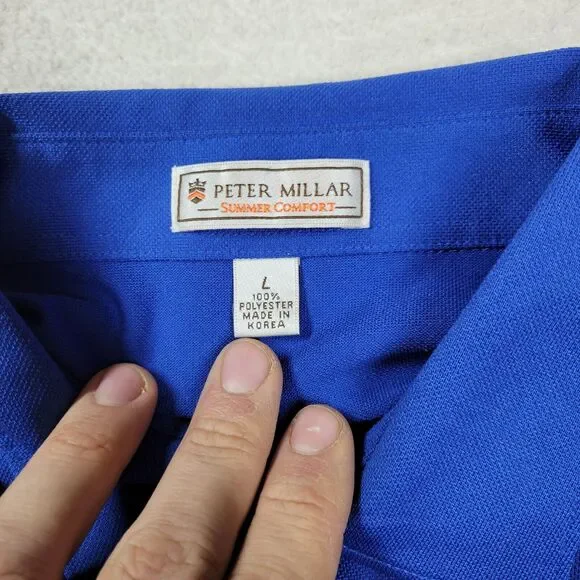 PETER MILLAR
SUMMER COMFORT
L
100%
POLYESTER
MADE IN
KOREA